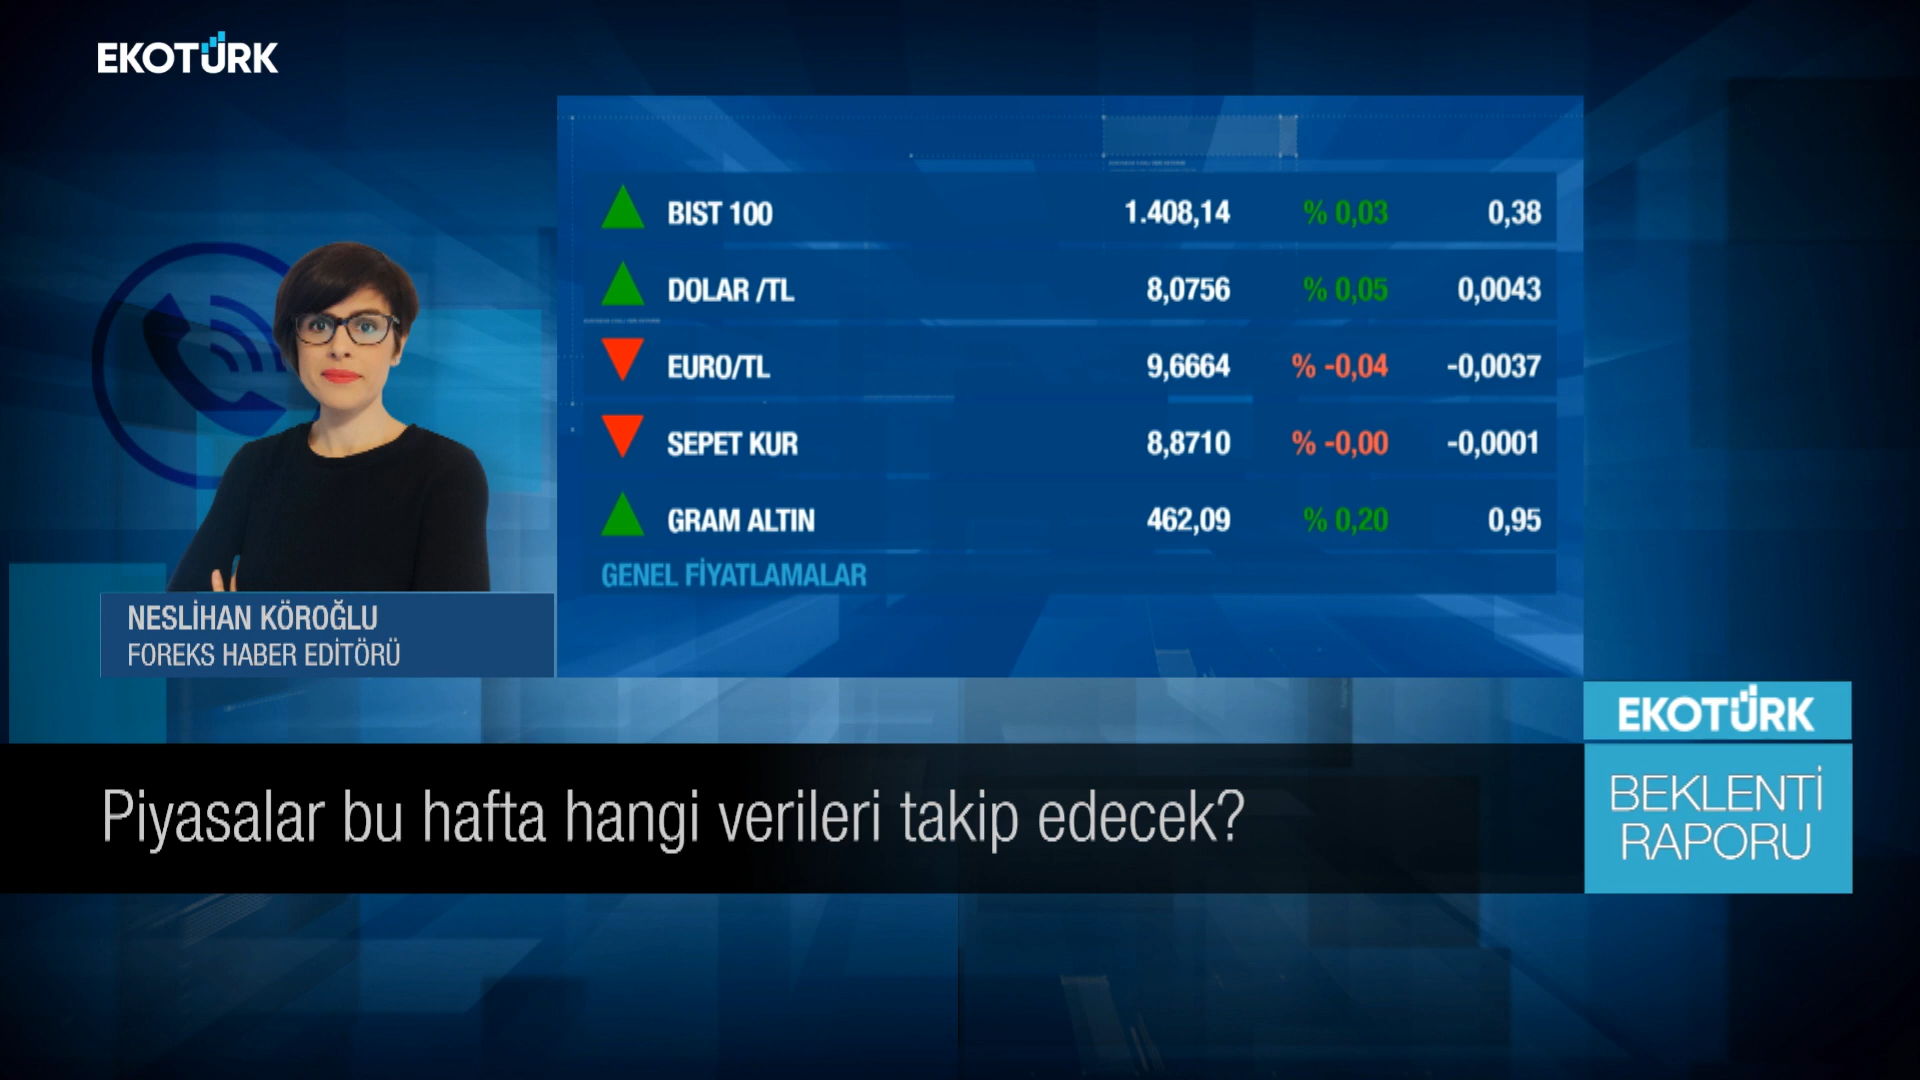 EKOTÜRK
BIST 100 1.408,14 % 0,03 0,38
DOLAR /TL 8,0756 % 0,05 0,0043
EURO/TL 9,6664 % -0,04 -0,0037
SEPET KUR 8,8710 % -0,00 -0,0001
GRAM ALTIN 462,09 % 0,20 0,95
GENEL FİYATLAMALAR
NESLİHAN KÖROĞLU
FOREKS HABER EDİTÖRÜ
EKOTÜRK
Piyasalar bu hafta hangi verileri takip edecek?
BEKLENTİ
RAPORU